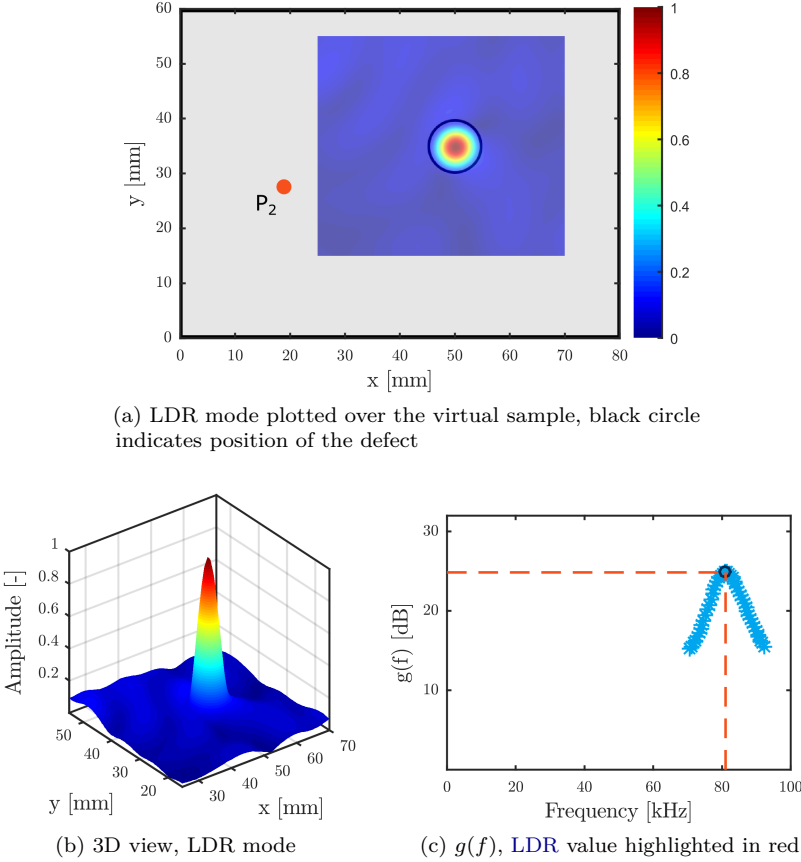 60
50
40
30
20
10
0
y [mm]
P2
0 10 20 30 40 50 60 70 80
x [mm]
1
0.8
0.6
0.4
0.2
0
(a) LDR mode plotted over the virtual sample, black circle
indicates position of the defect
1
0.8
0.6
0.4
0.2
Amplitude [-]
50
40
30
20
y [mm]
30
40
50
60
70
x [mm]
(b) 3D view, LDR mode
30
20
10
g(f) [dB]
0 20 40 60 80 100
Frequency [kHz]
(c) g(f), LDR value highlighted in red